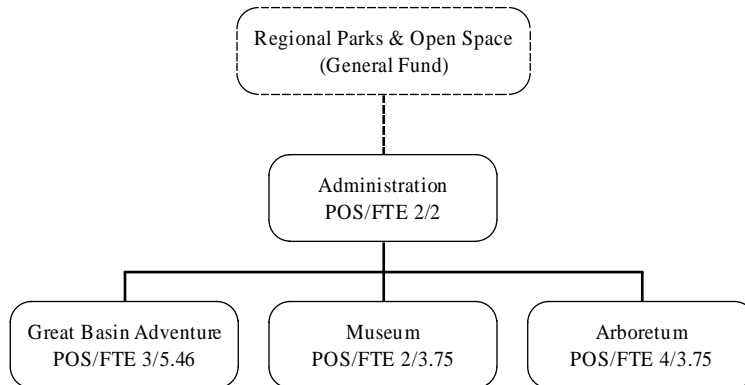 Regional Parks & Open Space
(General Fund)
Administration
POS/FTE 2/2
Great Basin Adventure
POS/FTE 3/5.46
Museum
POS/FTE 2/3.75
Arboretum
POS/FTE 4/3.75